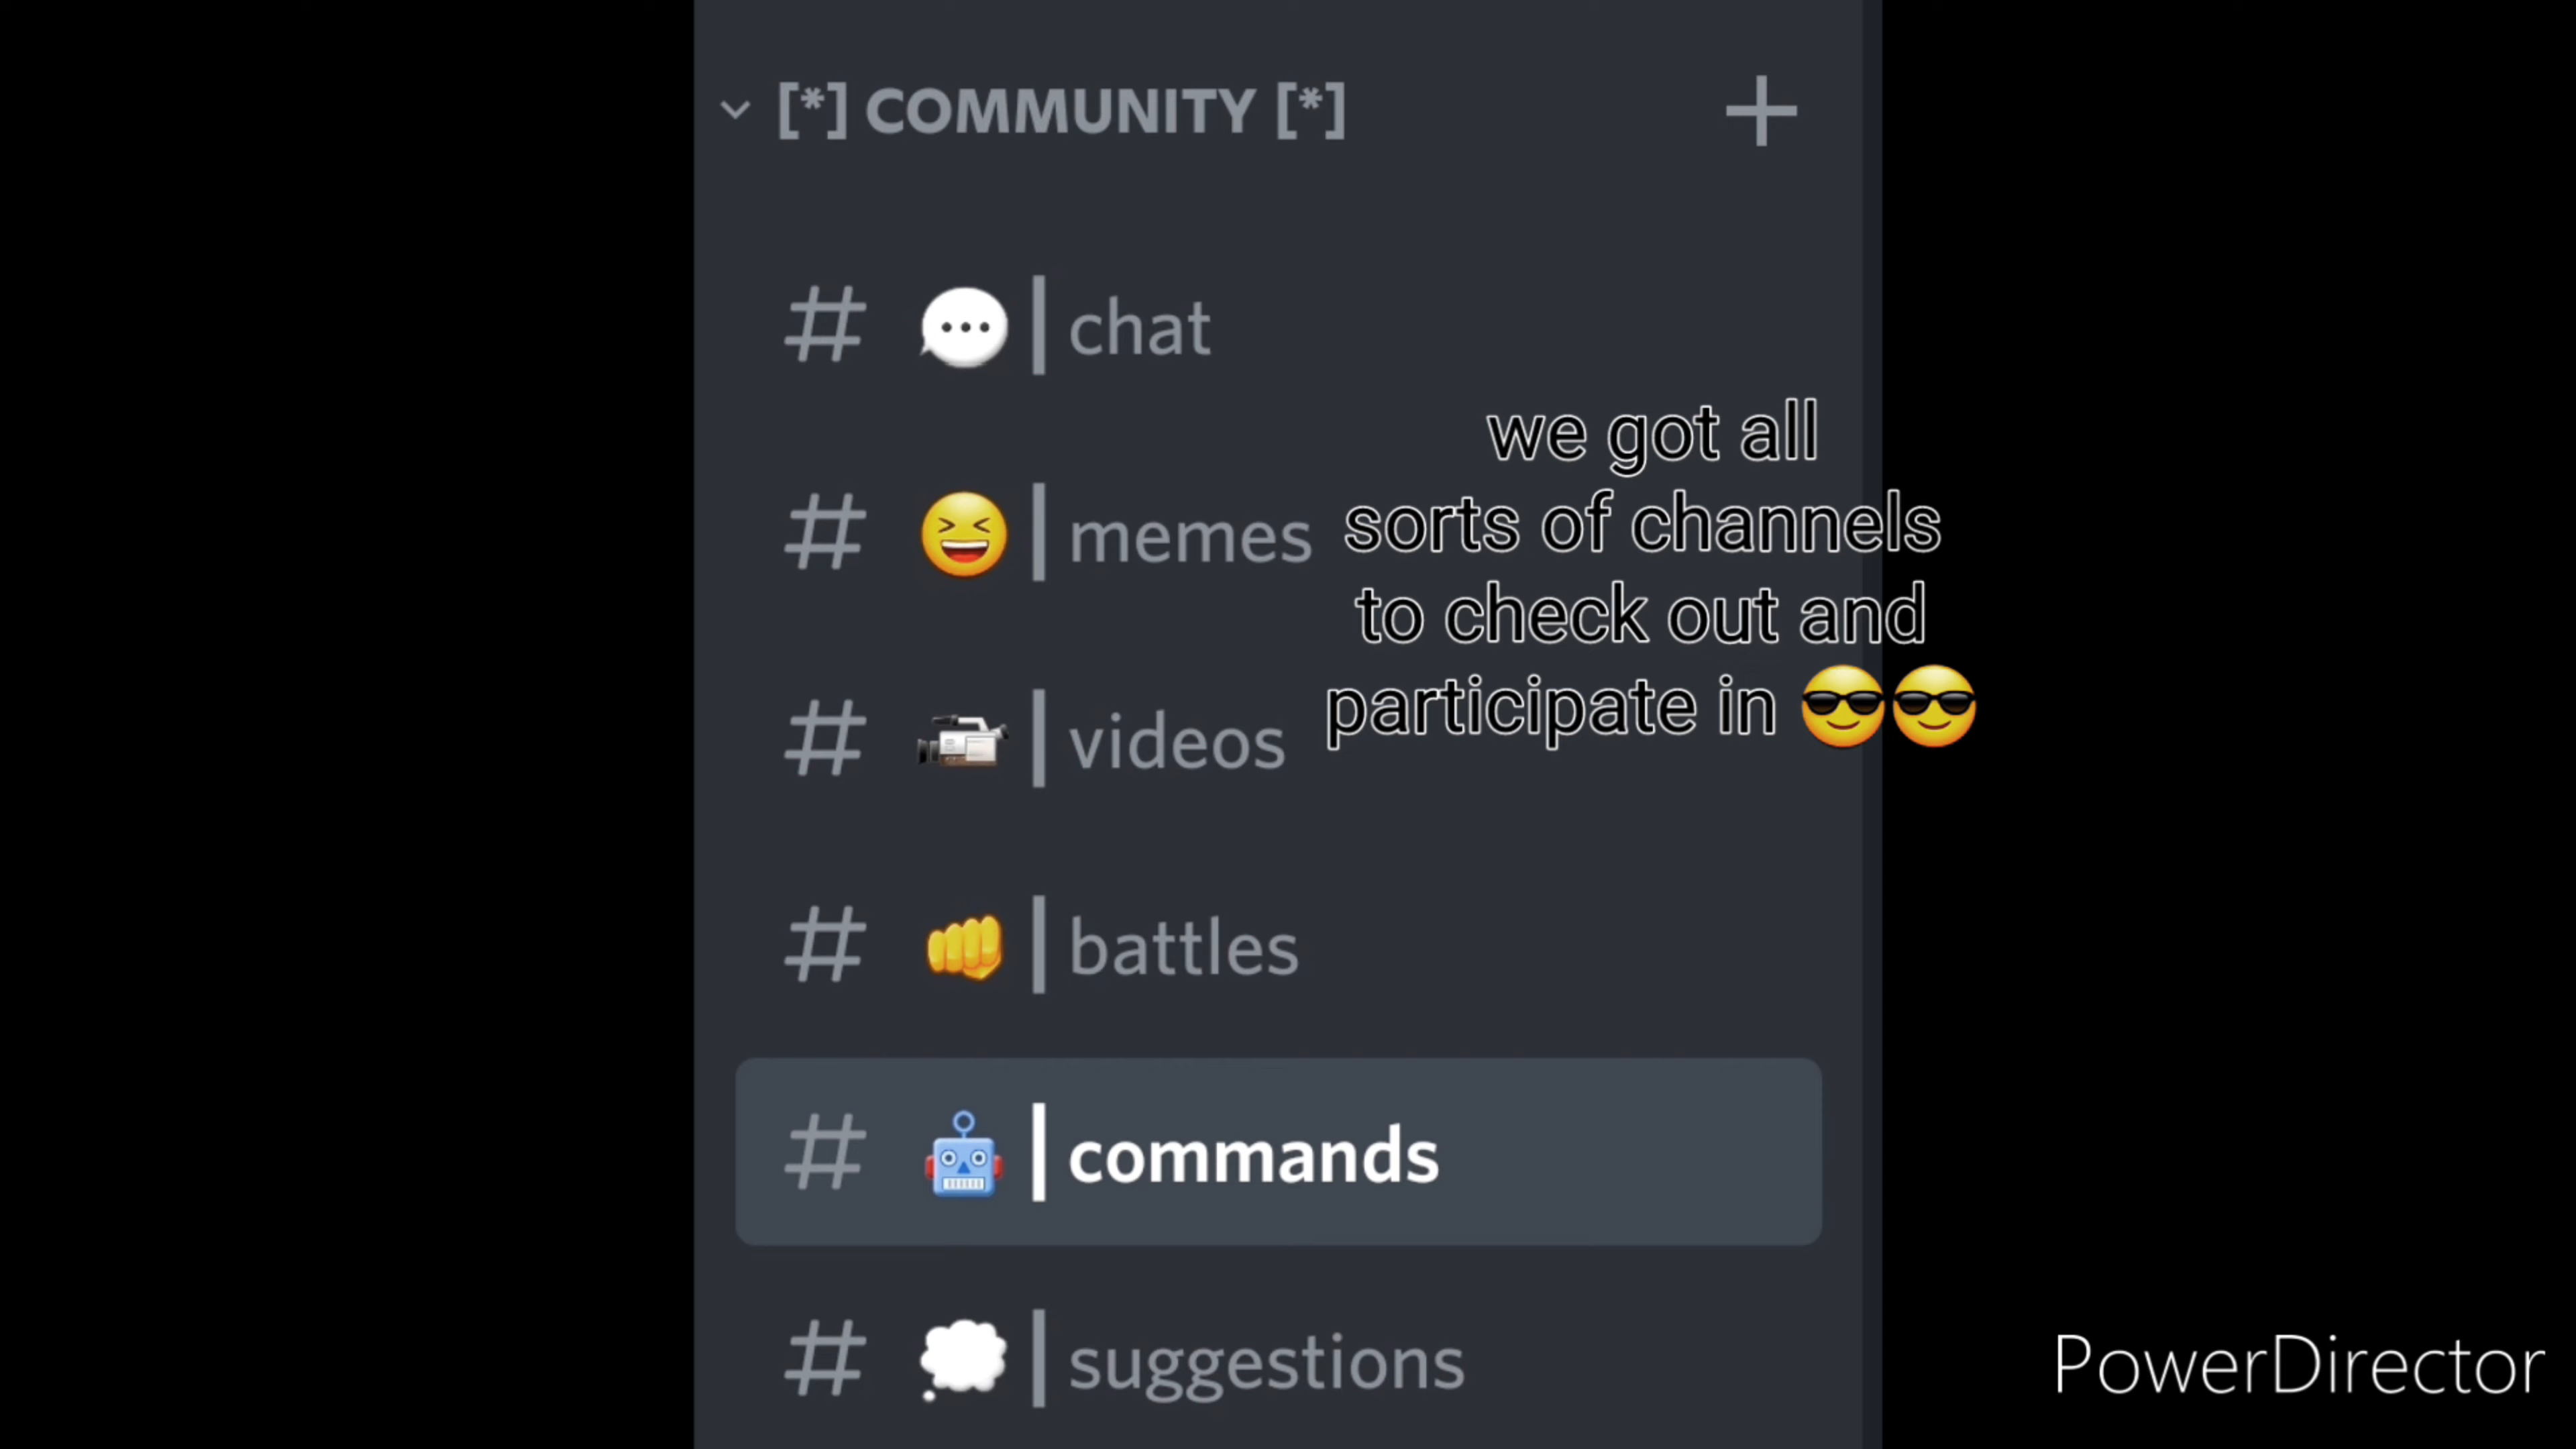 [*] COMMUNITY [*]
# 💬 | chat
we got all
sorts of channels
to check out and
participate in 😎😎
# 😆 | memes
# 📹 | videos
# 👊 | battles
# 🤖 | commands
# 💭 | suggestions
PowerDirector